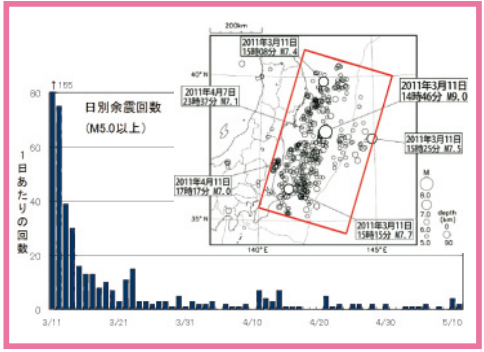 200km
2011年3月11日
15時08分 M7.4
40°N
2011年4月7日
23時32分 M7.1
2011年3月11日
14時46分 M9.0
2011年3月11日
15時25分 M7.5
2011年4月11日
17時17分 M7.0
35°N
2011年3月11日
15時15分 M7.7
140°E
145°E
M
8.0
7.0
6.0
5.0
depth
[km]
0
90
155
日別余震回数
(M5.0以上)
1日あたりの回数
80
60
40
20
0
3/11
3/21
3/31
4/10
4/20
4/30
5/10